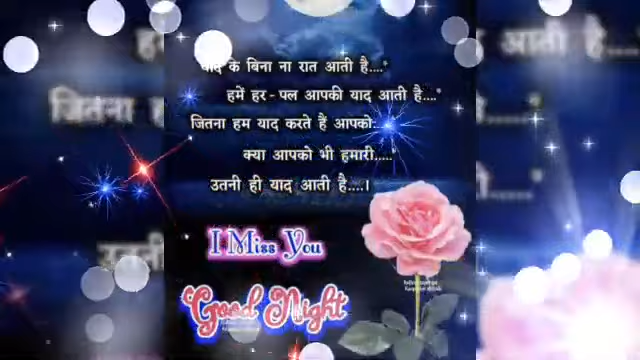 याद के बिना ना रात आती है....*
हमें हर-पल आपकी याद आती है....*
जितना हम याद करते हैं आपको..
क्या आपको भी हमारी.....
उतनी ही याद आती है....।
I Miss You
Good Night